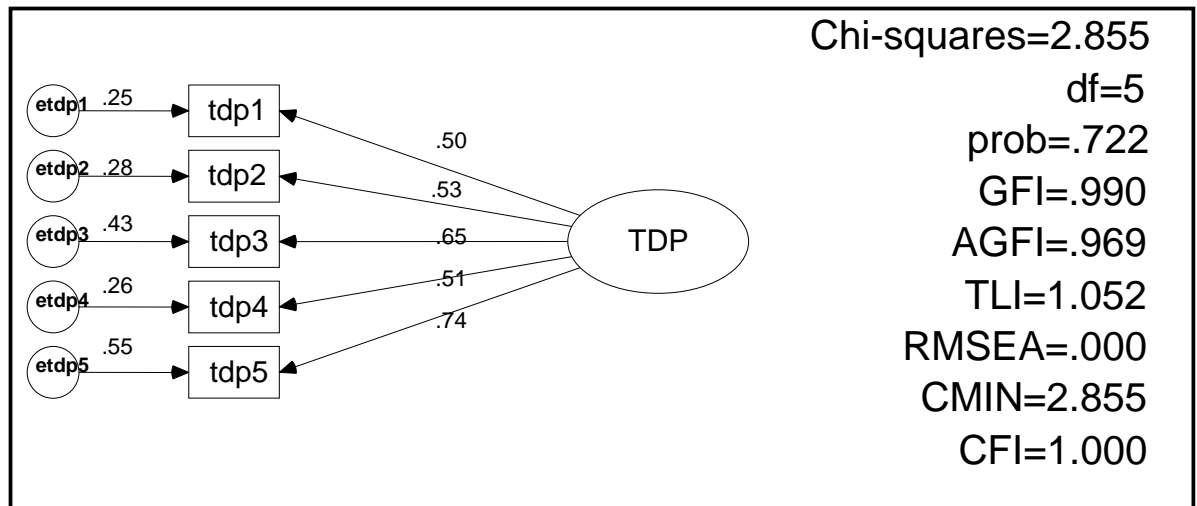 Chi-squares=2.855
df=5
prob=.722
GFI=.990
AGFI=.969
TLI=1.052
RMSEA=.000
CMIN=2.855
CFI=1.000
etdp1 .25 tdp1 .50
etdp2 .28 tdp2 .53
etdp3 .43 tdp3 .65 TDP
etdp4 .26 tdp4 .51
etdp5 .55 tdp5 .74